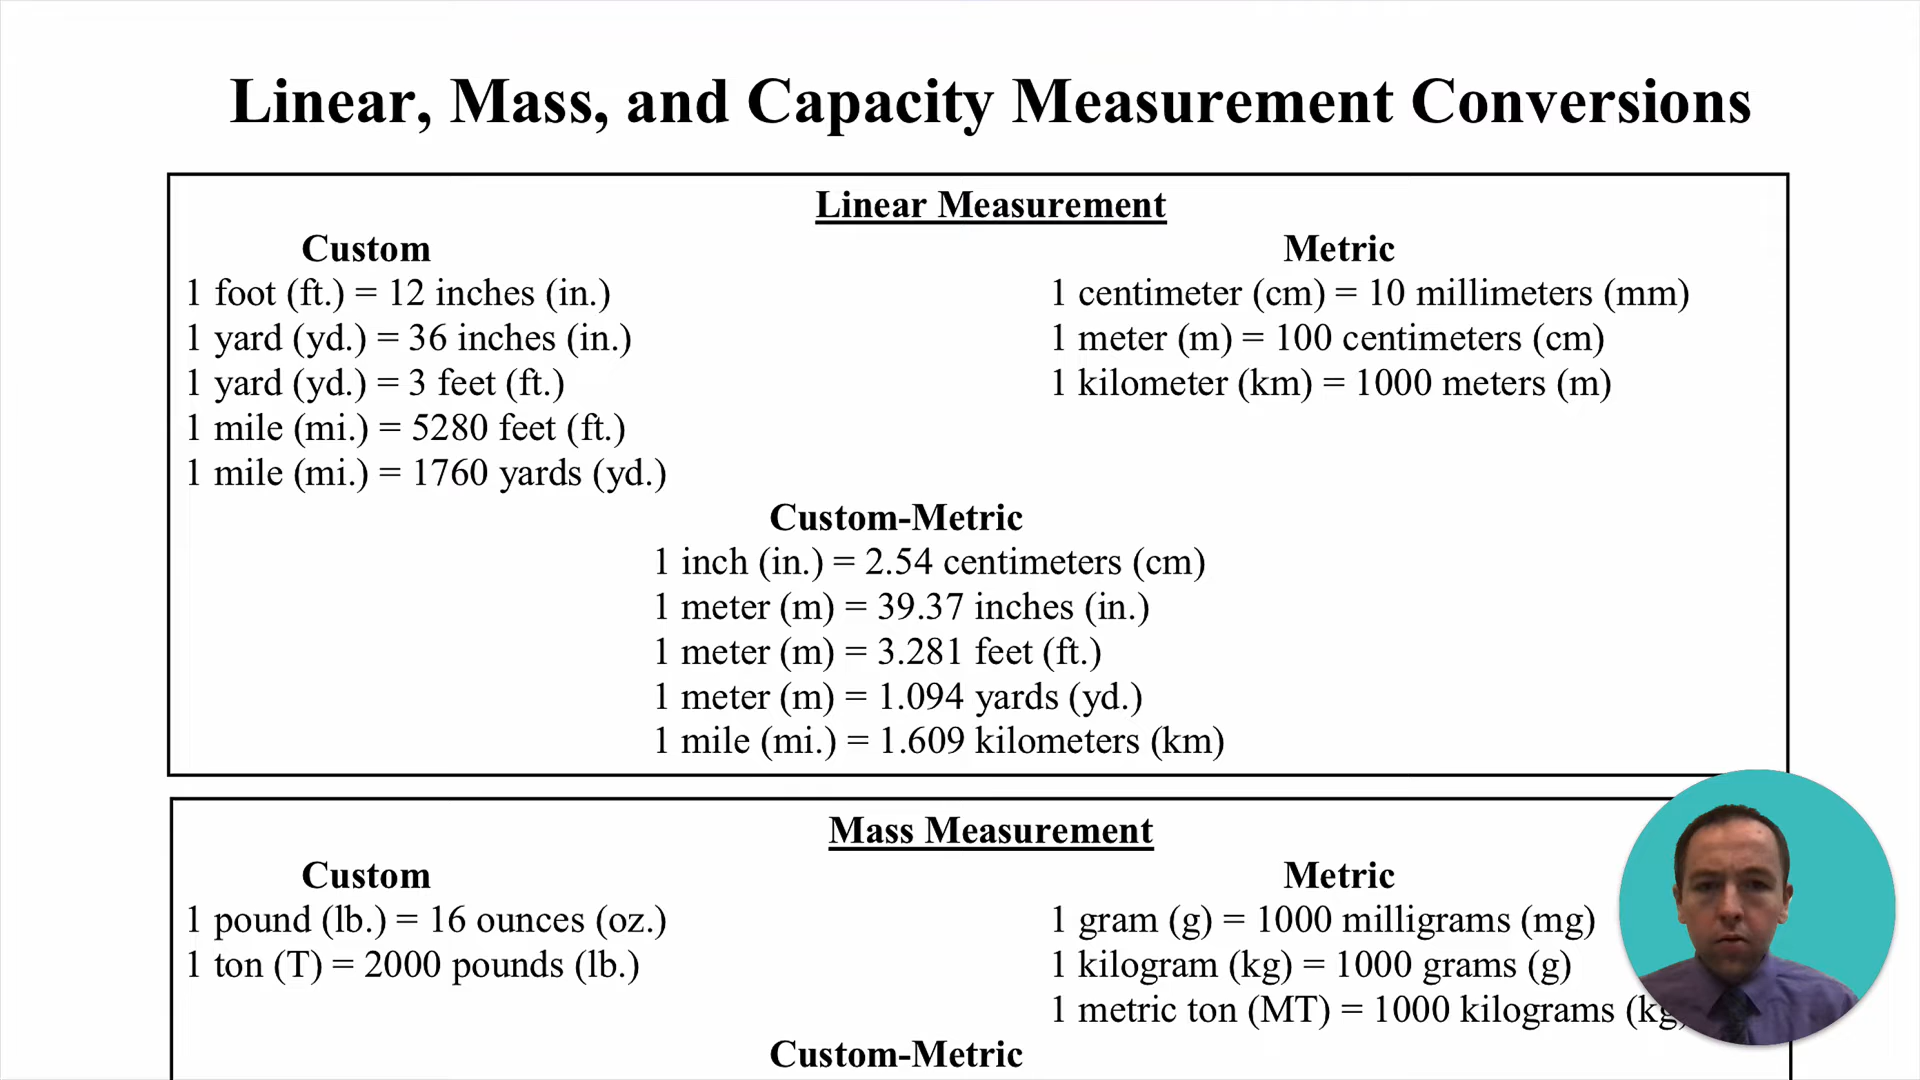 Linear, Mass, and Capacity Measurement Conversions
Linear Measurement
Custom
1 foot (ft.) = 12 inches (in.)
1 yard (yd.) = 36 inches (in.)
1 yard (yd.) = 3 feet (ft.)
1 mile (mi.) = 5280 feet (ft.)
1 mile (mi.) = 1760 yards (yd.)
Metric
1 centimeter (cm) = 10 millimeters (mm)
1 meter (m) = 100 centimeters (cm)
1 kilometer (km) = 1000 meters (m)
Custom-Metric
1 inch (in.) = 2.54 centimeters (cm)
1 meter (m) = 39.37 inches (in.)
1 meter (m) = 3.281 feet (ft.)
1 meter (m) = 1.094 yards (yd.)
1 mile (mi.) = 1.609 kilometers (km)
Mass Measurement
Custom
1 pound (lb.) = 16 ounces (oz.)
1 ton (T) = 2000 pounds (lb.)
Metric
1 gram (g) = 1000 milligrams (mg)
1 kilogram (kg) = 1000 grams (g)
1 metric ton (MT) = 1000 kilograms (kg)
Custom-Metric